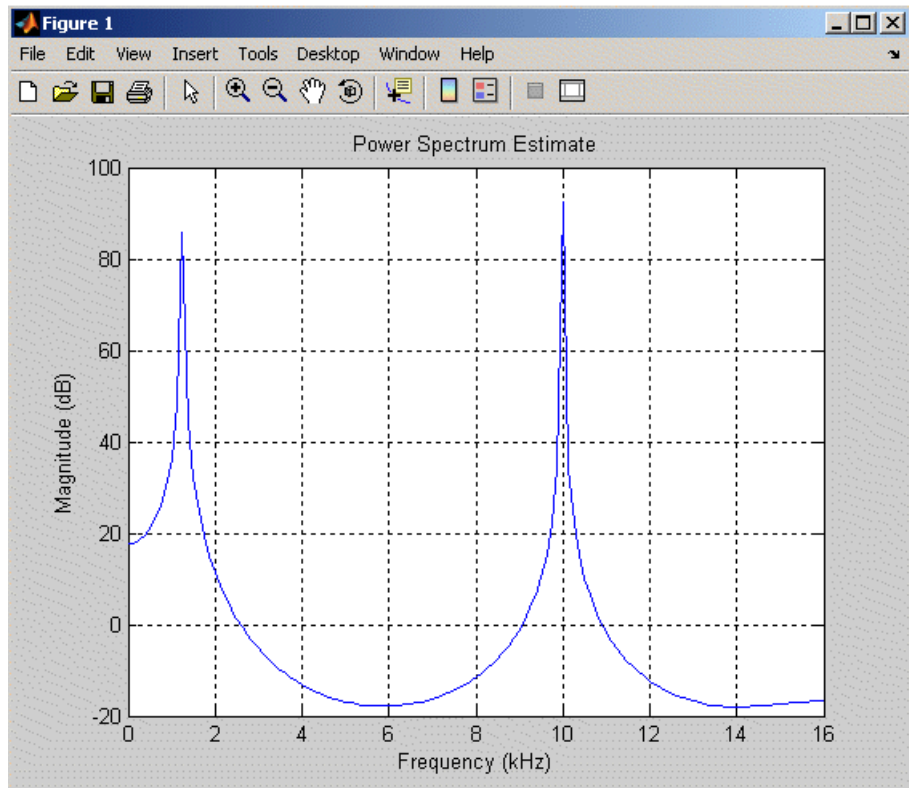 Figure 1
File Edit View Insert Tools Desktop Window Help
Power Spectrum Estimate
100
80
60
40
20
0
-20
Magnitude (dB)
0 2 4 6 8 10 12 14 16
Frequency (kHz)